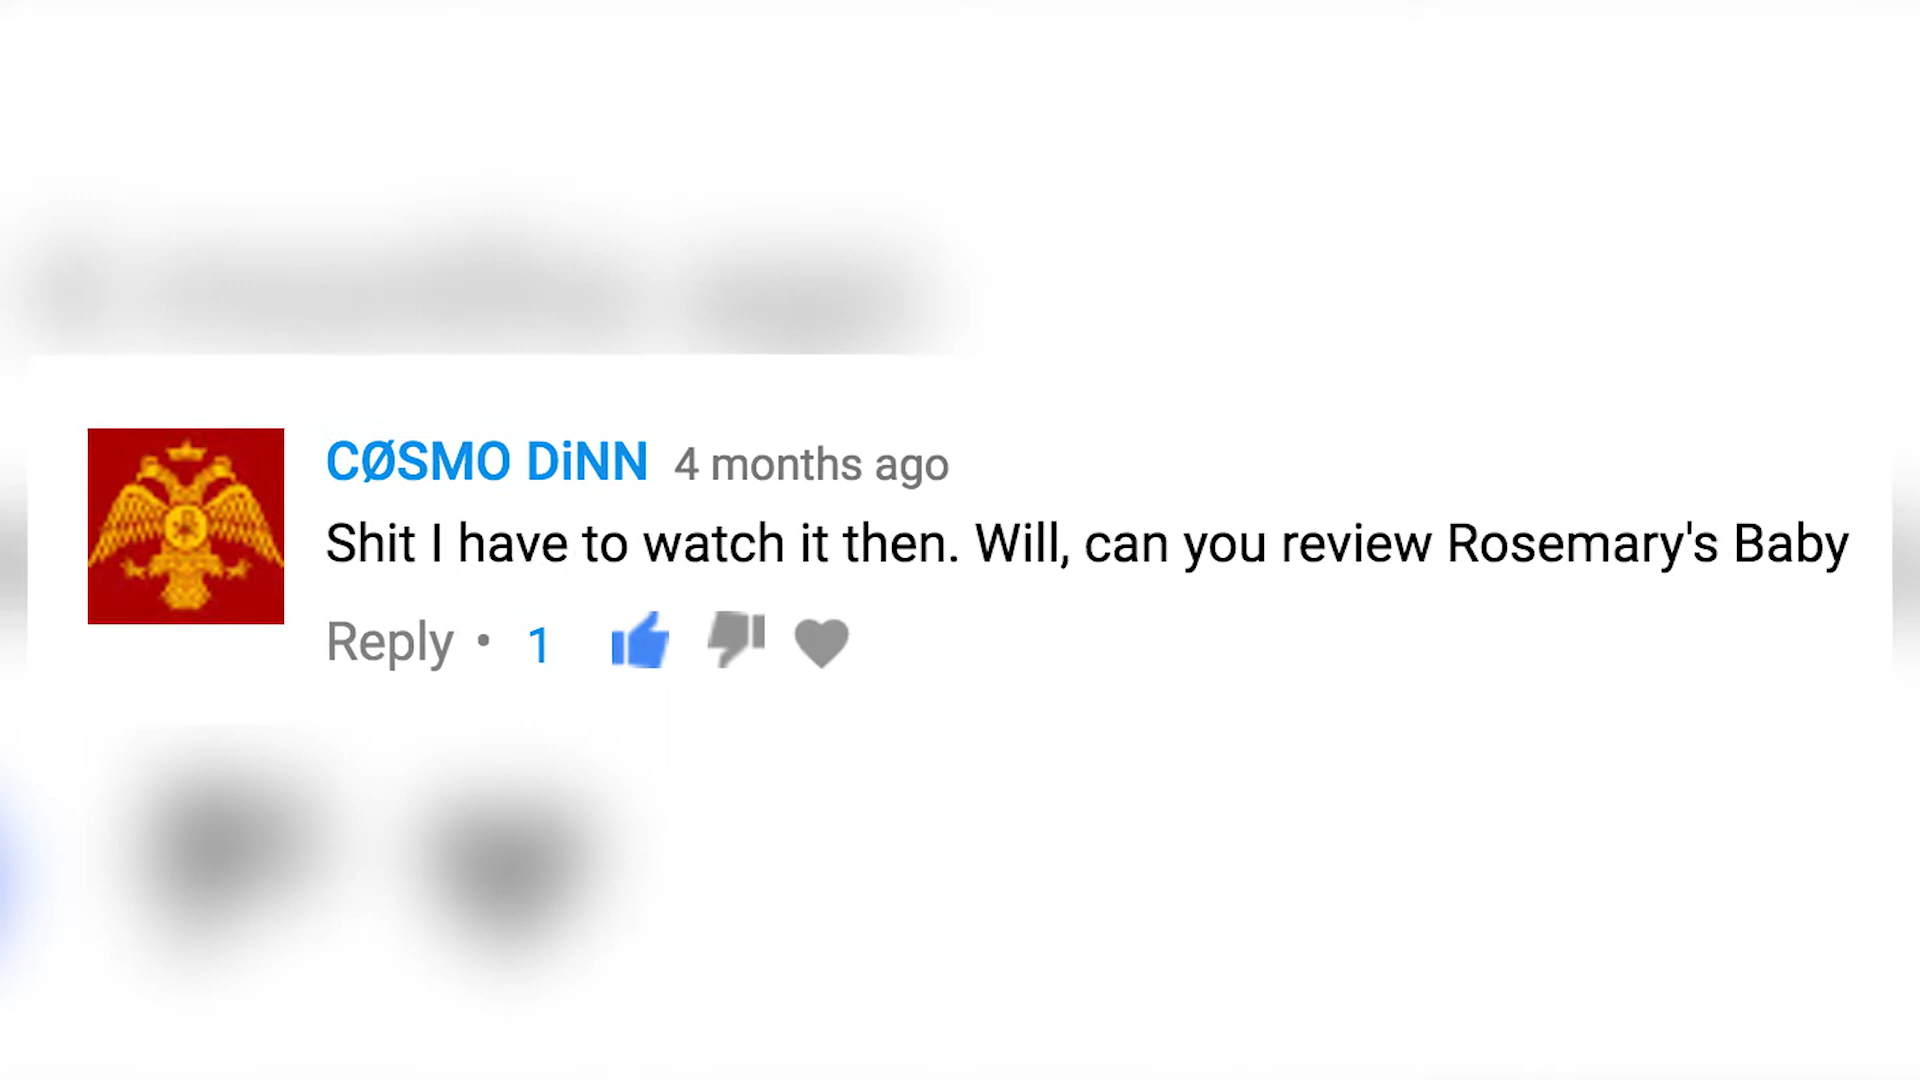 CØSMO DiNN 4 months ago
Shit I have to watch it then. Will, can you review Rosemary's Baby
Reply • 1